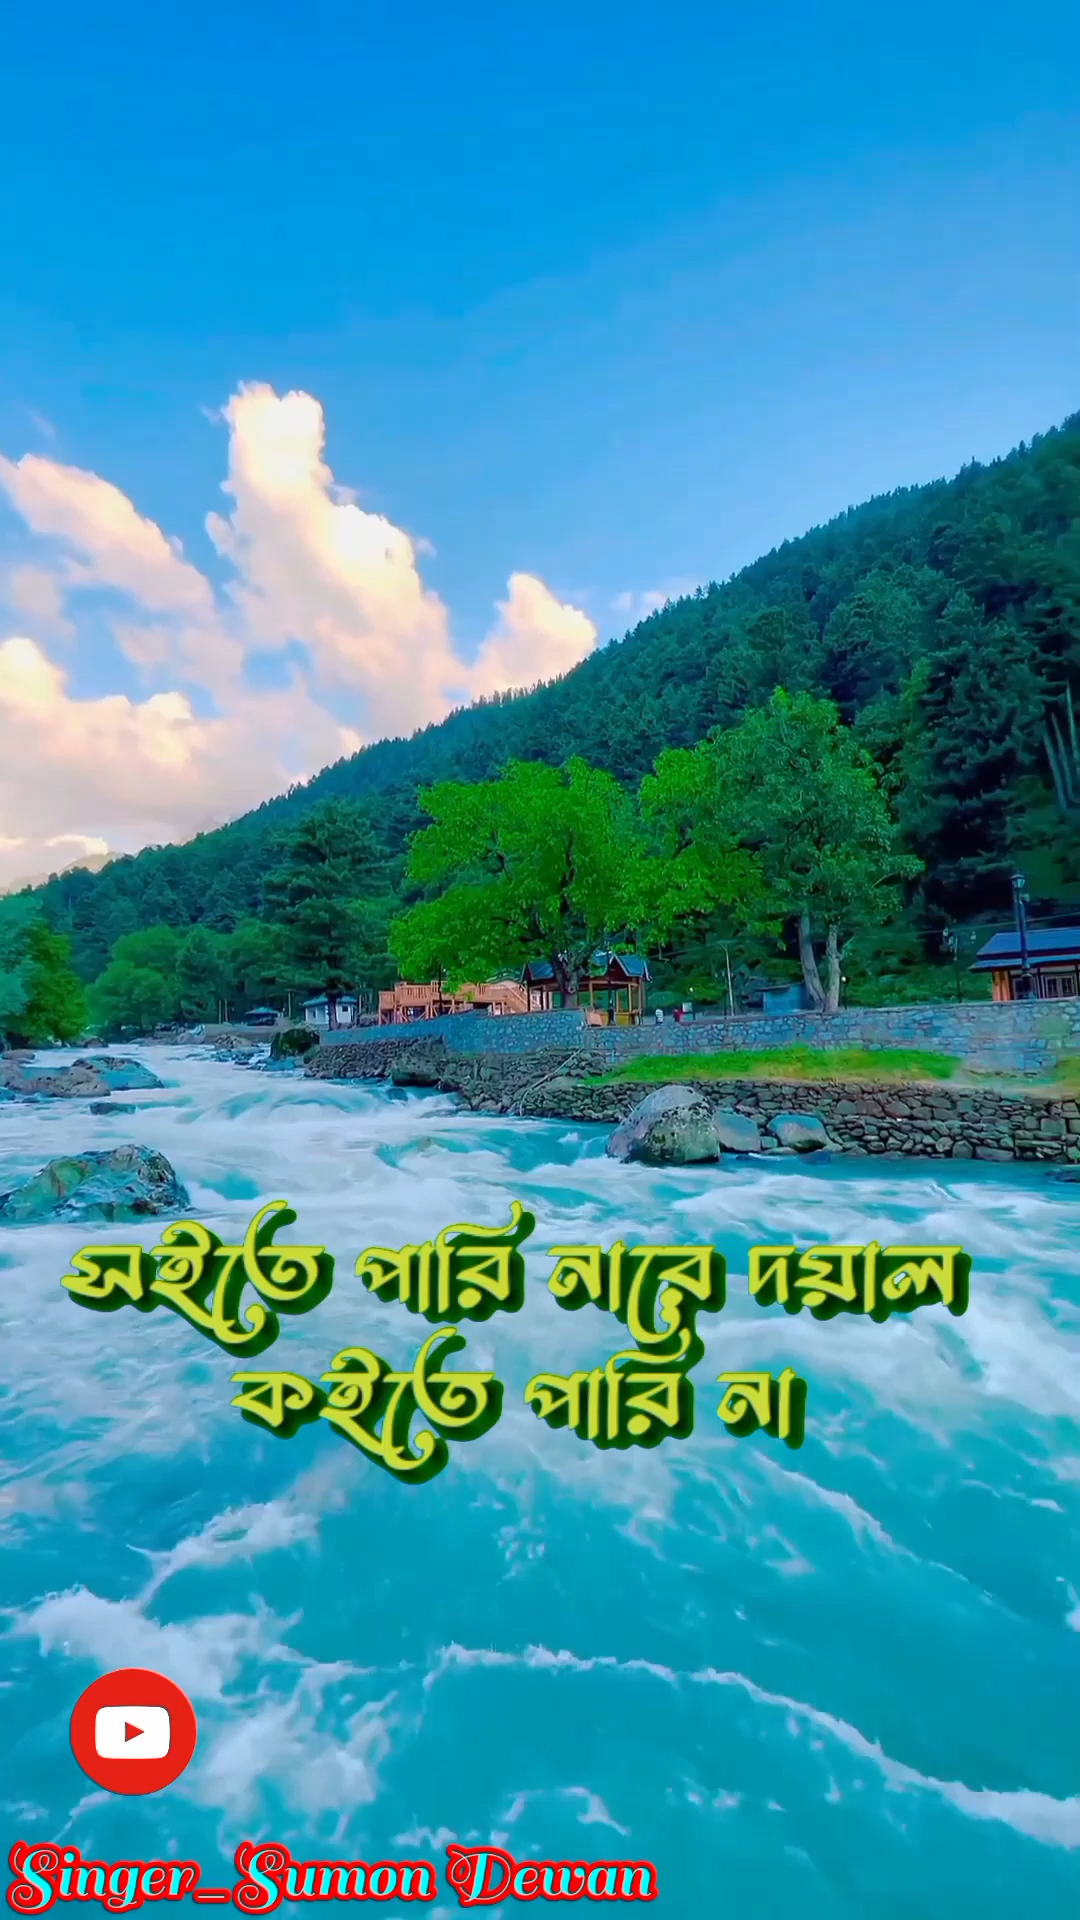 সইতে পারি নারে দয়াল
কইতে পারি না
Singer_Sumon Dewan